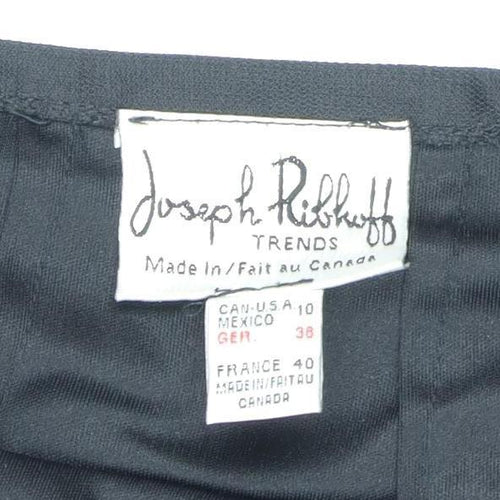 Joseph Ribkoff
TRENDS
Made In/Fait au Canada
CAN-U.S.A. 10
MEXICO
GER. 38
FRANCE 40
MADE IN/FAIT AU
CANADA